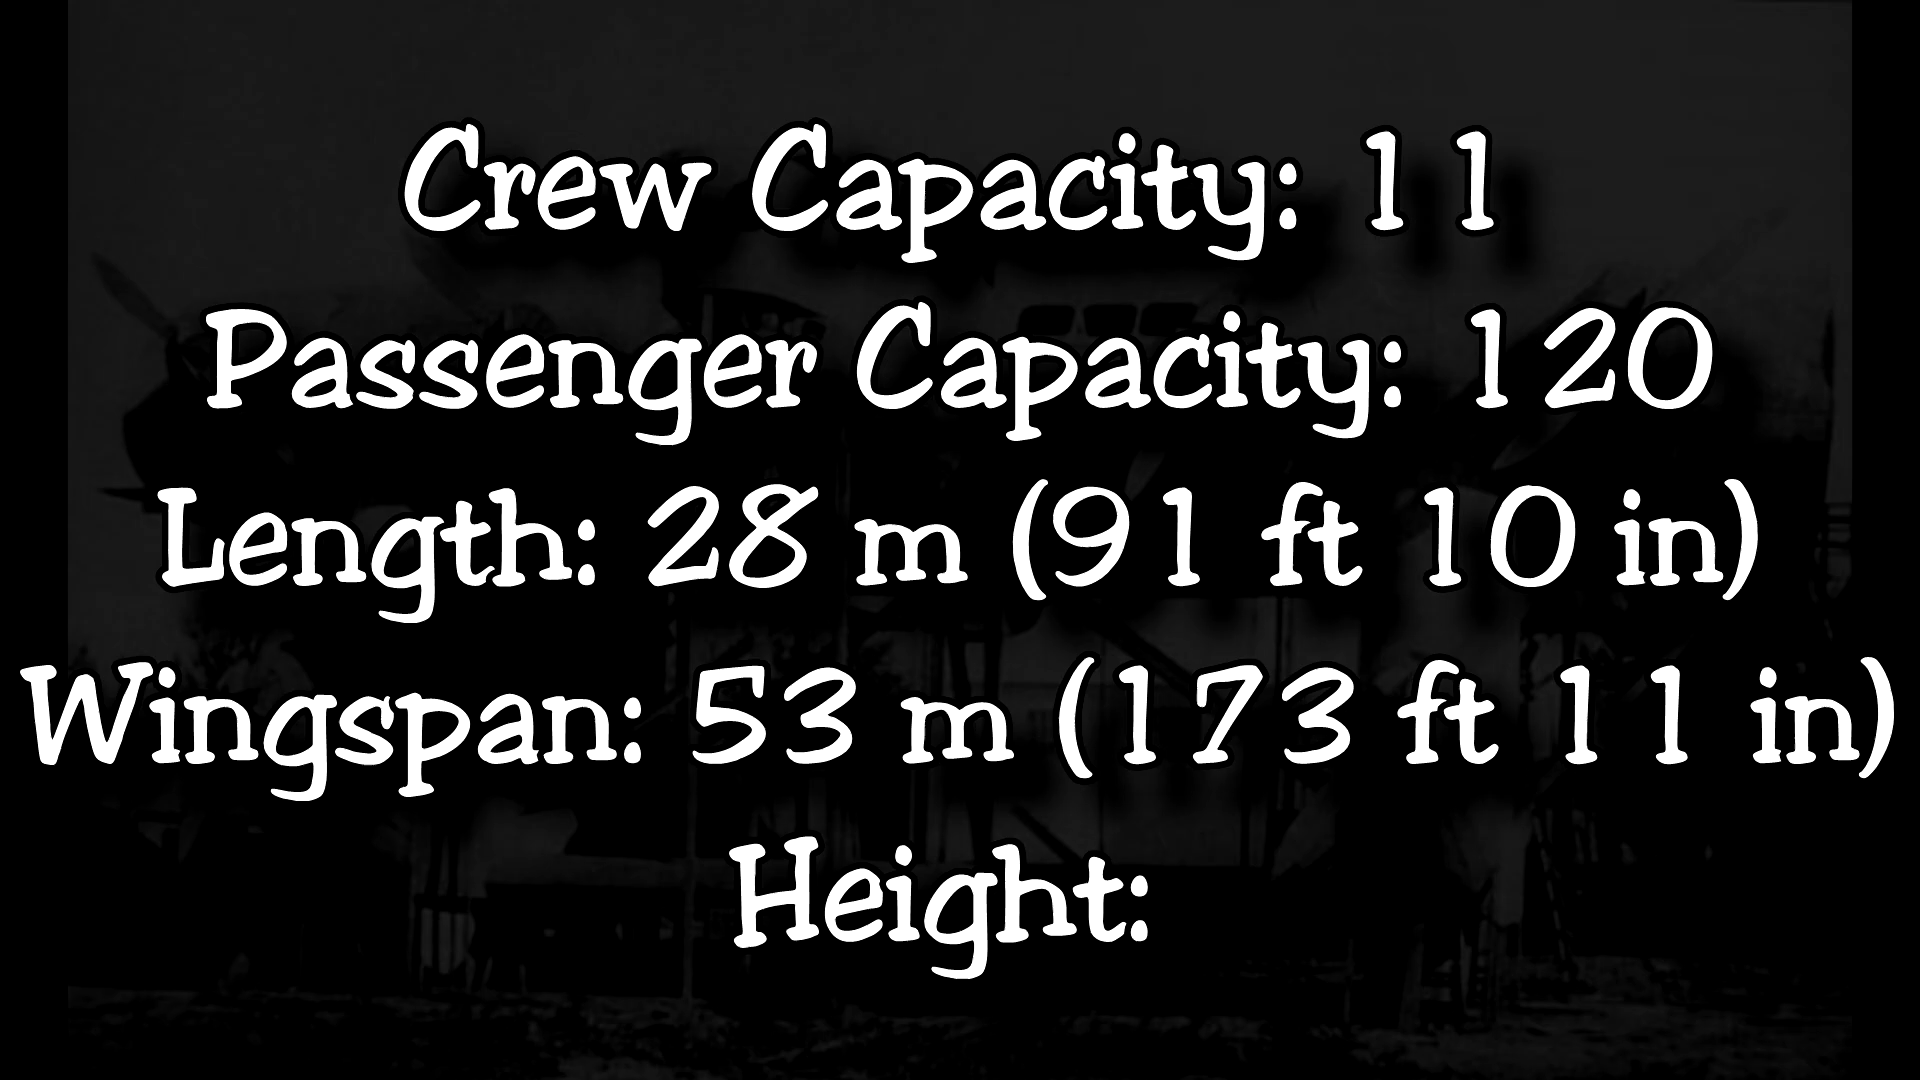 Crew Capacity: 11
Passenger Capacity: 120
Length: 28 m (91 ft 10 in)
Wingspan: 53 m (173 ft 11 in)
Height: